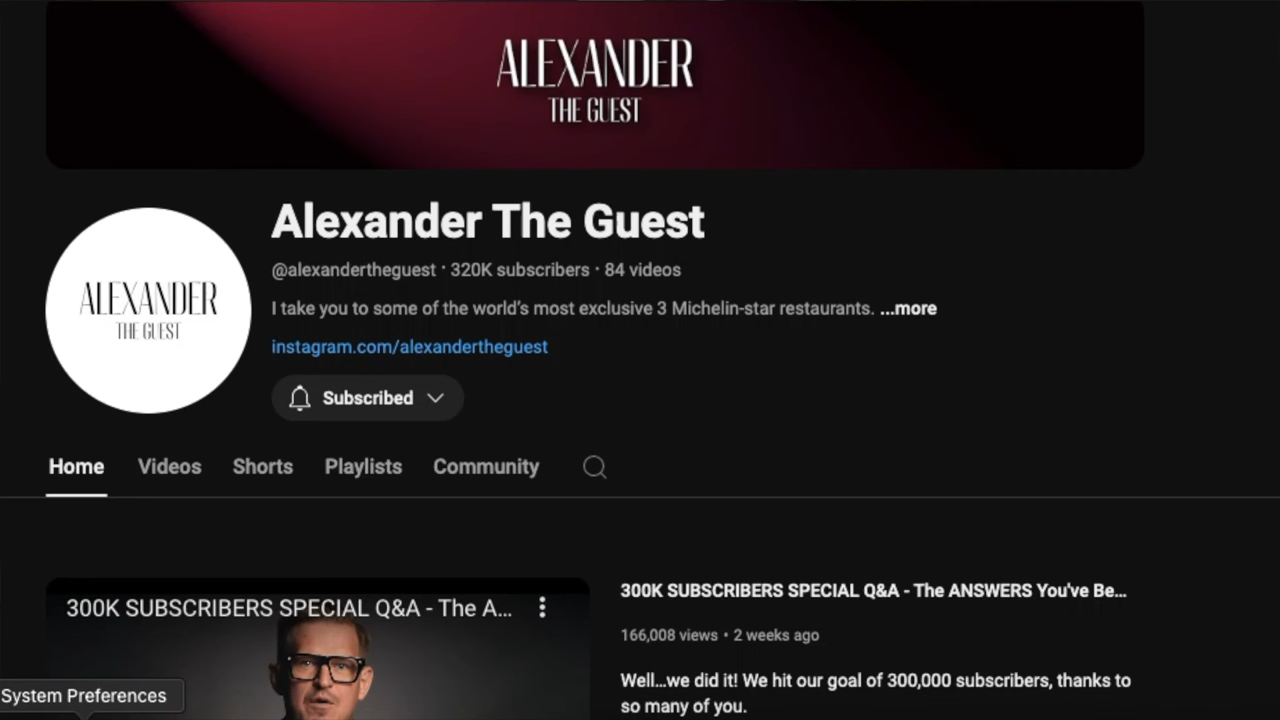 ALEXANDER
THE GUEST
ALEXANDER
THE GUEST
Alexander The Guest
@alexandertheguest · 320K subscribers · 84 videos
I take you to some of the world's most exclusive 3 Michelin-star restaurants. ...more
instagram.com/alexandertheguest
Subscribed
Home Videos Shorts Playlists Community
300K SUBSCRIBERS SPECIAL Q&A - The A...
300K SUBSCRIBERS SPECIAL Q&A - The ANSWERS You've Be...
166,008 views • 2 weeks ago
Well...we did it! We hit our goal of 300,000 subscribers, thanks to
so many of you.
System Preferences